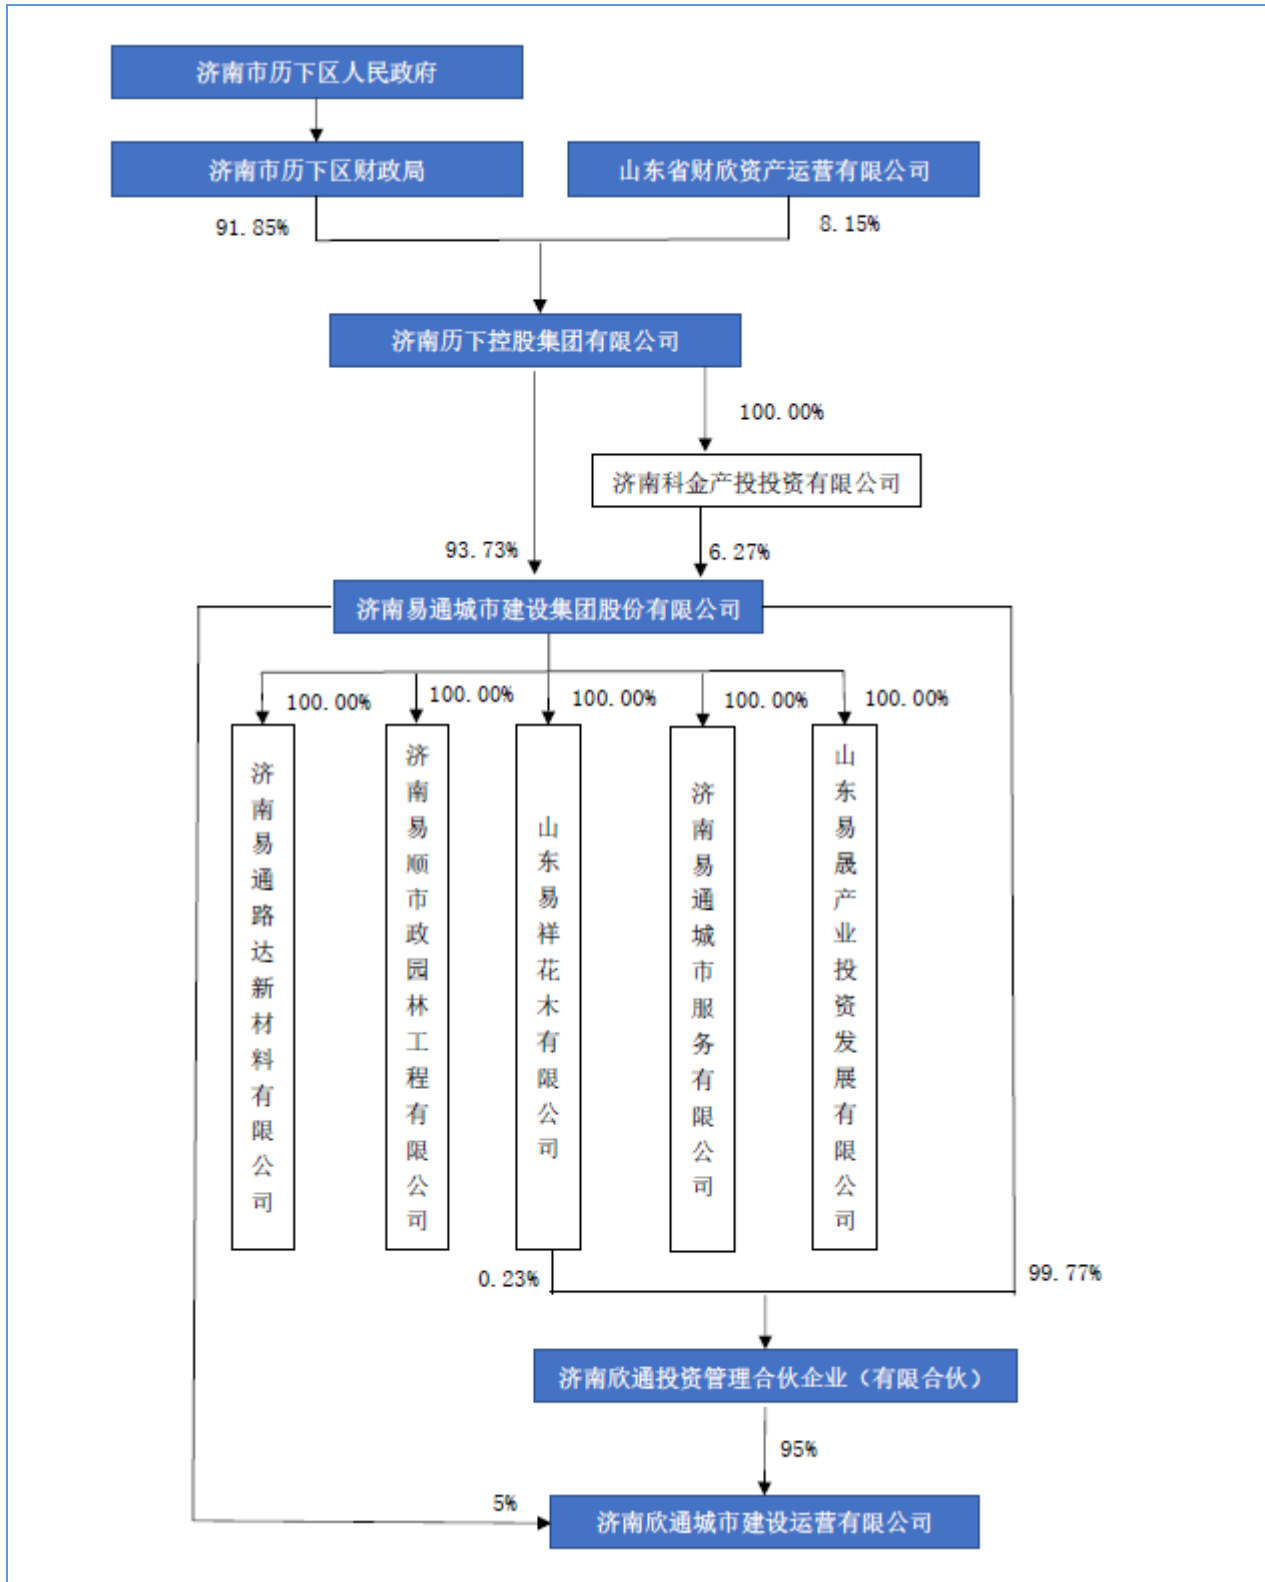 济南市历下区人民政府
济南市历下区财政局
山东省财欣资产运营有限公司
91.85%
8.15%
济南历下控股集团有限公司
100.00%
济南科金产投投资有限公司
93.73%
6.27%
济南易通城市建设集团股份有限公司
100.00%
100.00%
100.00%
100.00%
100.00%
济南易通路达新材料有限公司
济南易顺市政园林工程有限公司
山东易祥花木有限公司
济南易通城市服务有限公司
山东易晟产业投资发展有限公司
0.23%
99.77%
济南欣通投资管理合伙企业（有限合伙）
95%
5%
济南欣通城市建设运营有限公司